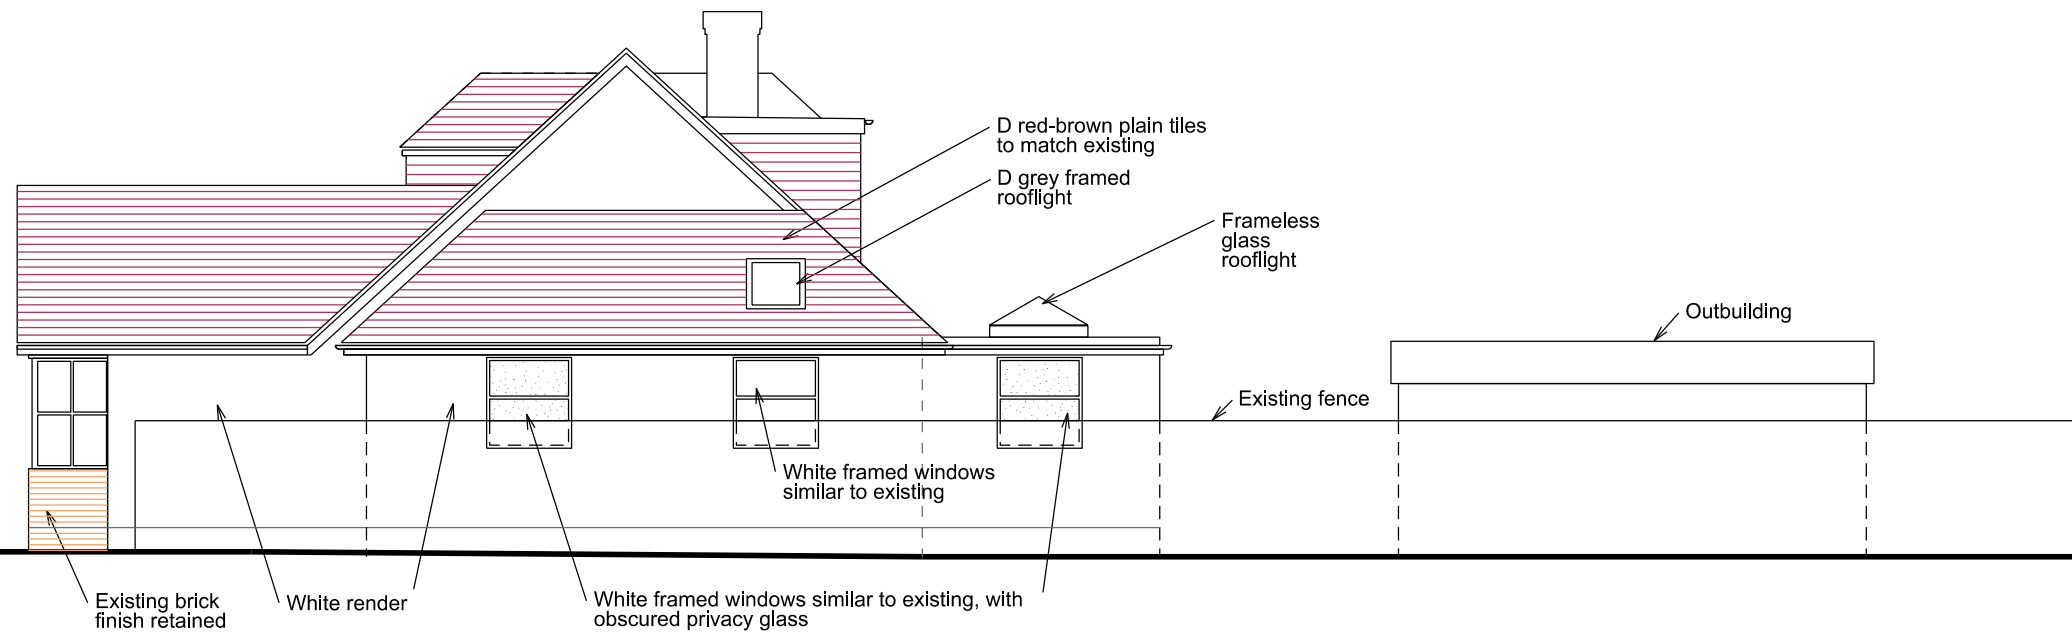 D red-brown plain tiles
to match existing
D grey framed
rooflight
Frameless
glass
rooflight
Outbuilding
Existing fence
White framed windows
similar to existing
Existing brick
finish retained
White render
White framed windows similar to existing, with
obscured privacy glass